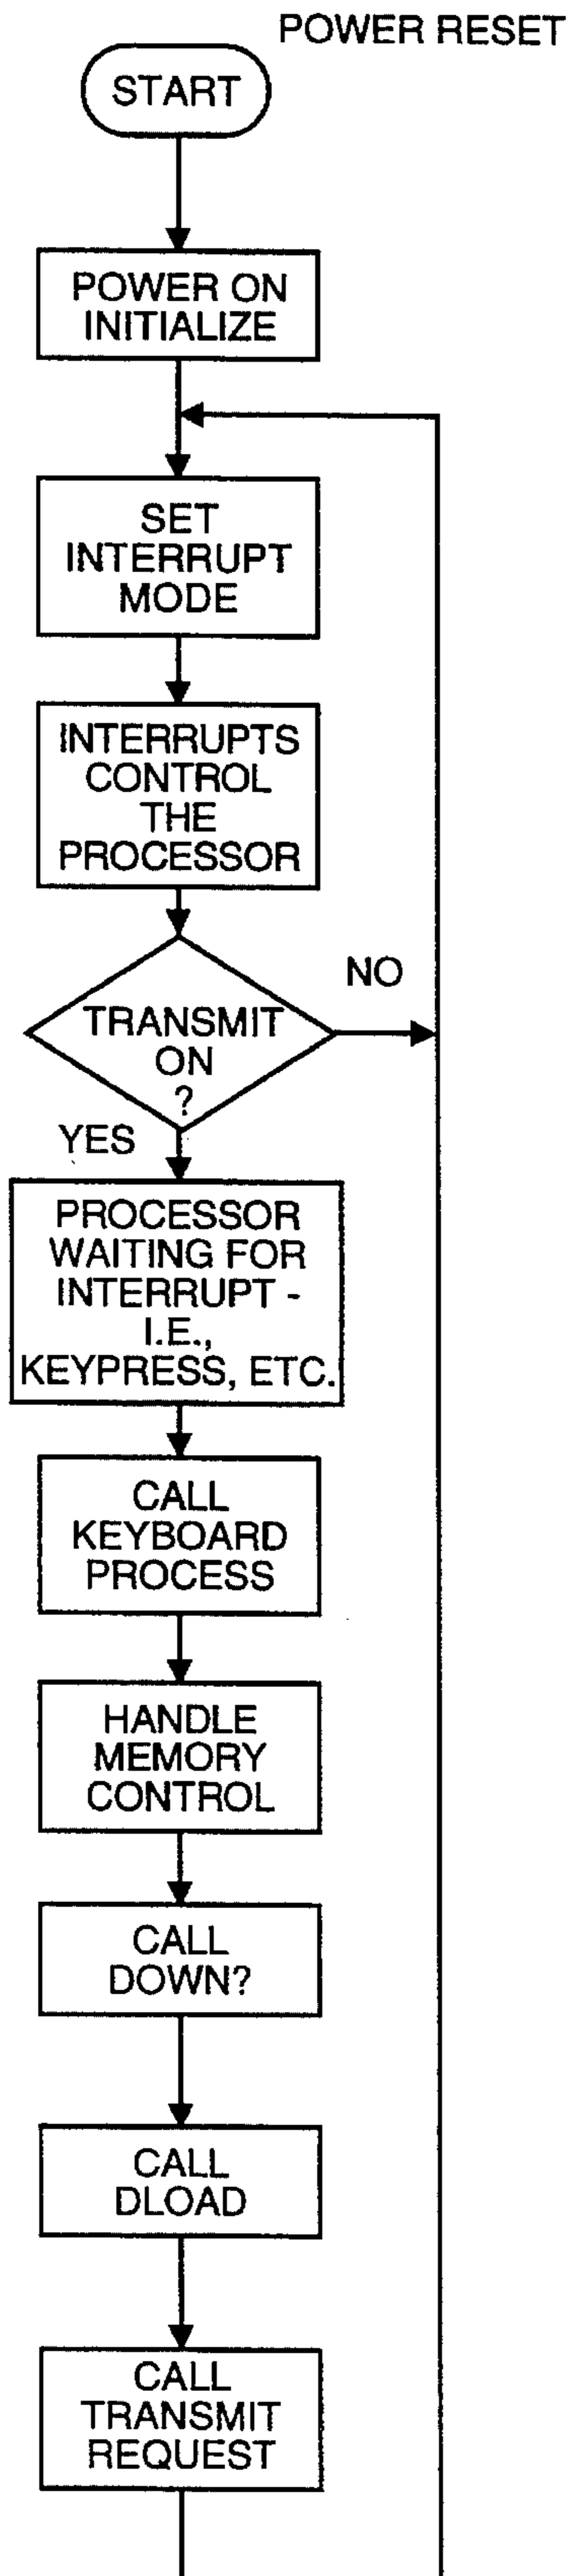 POWER RESET
START
POWER ON
INITIALIZE
SET
INTERRUPT
MODE
INTERRUPTS
CONTROL
THE
PROCESSOR
NO
TRANSMIT
ON
?
YES
PROCESSOR
WAITING FOR
INTERRUPT -
I.E.,
KEYPRESS, ETC.
CALL
KEYBOARD
PROCESS
HANDLE
MEMORY
CONTROL
CALL
DOWN?
CALL
DLOAD
CALL
TRANSMIT
REQUEST